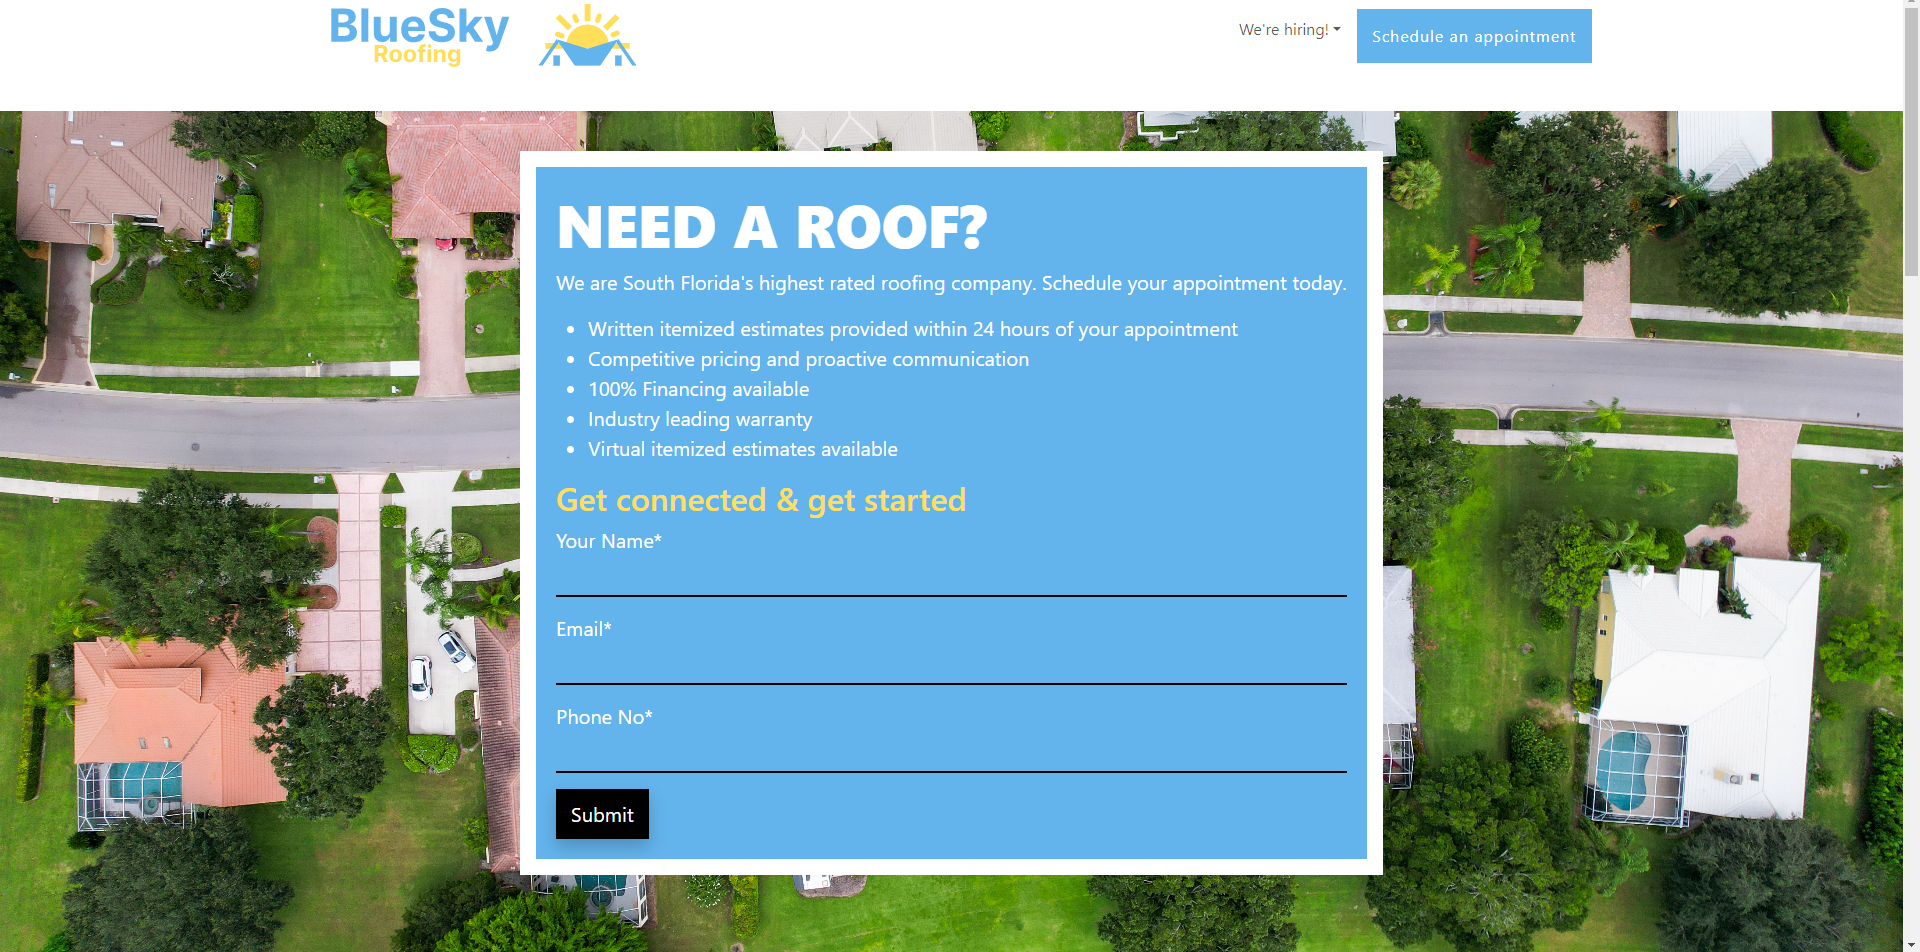 BlueSky
Roofing
We're hiring!
Schedule an appointment
NEED A ROOF?
We are South Florida's highest rated roofing company. Schedule your appointment today.
• Written itemized estimates provided within 24 hours of your appointment
• Competitive pricing and proactive communication
• 100% Financing available
• Industry leading warranty
• Virtual itemized estimates available
Get connected & get started
Your Name*
Email*
Phone No*
Submit